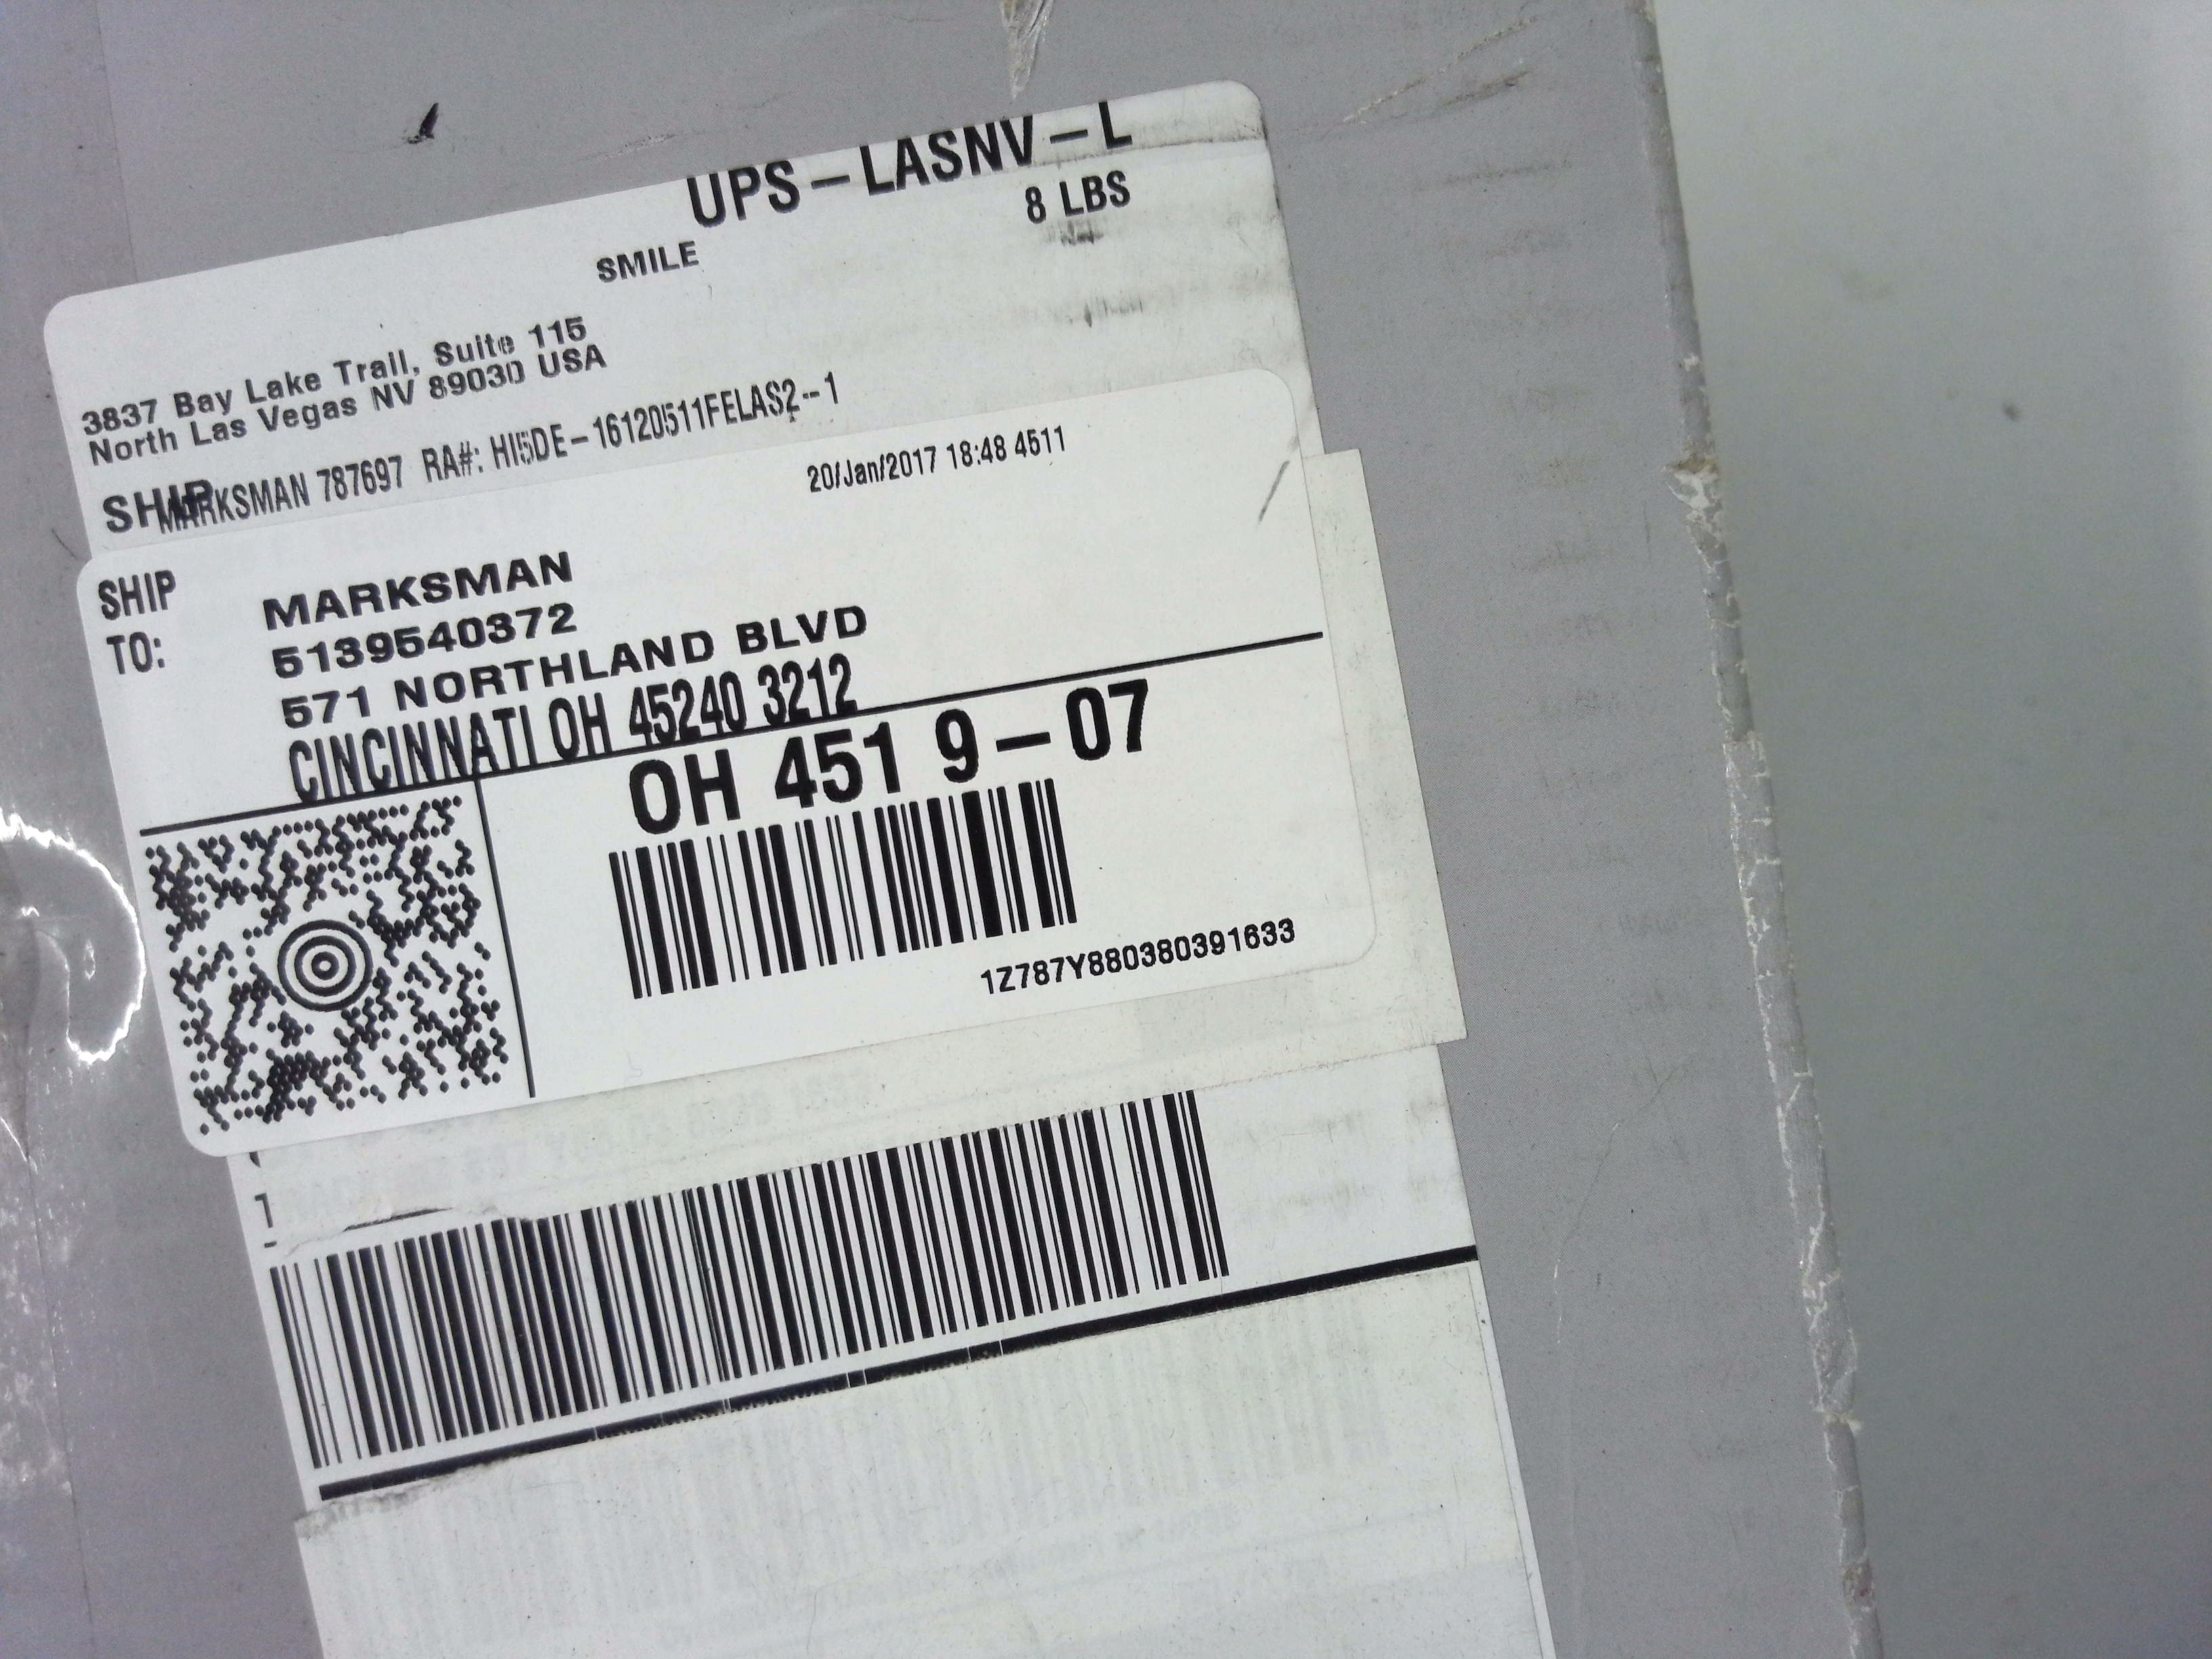 UPS – LASNV – L
8 LBS
SMILE
3837 Bay Lake Trail, Suite 115
North Las Vegas NV 89030 USA
MARKSMAN 787697 RA#: HI5DE-16120511FELAS2--1
SHIP
20/Jan/2017 18:48 4511
SHIP
TO:
MARKSMAN
5139540372
571 NORTHLAND BLVD
CINCINNATI OH 45240 3212
OH 451 9 – 07
1Z787Y880380391633
1